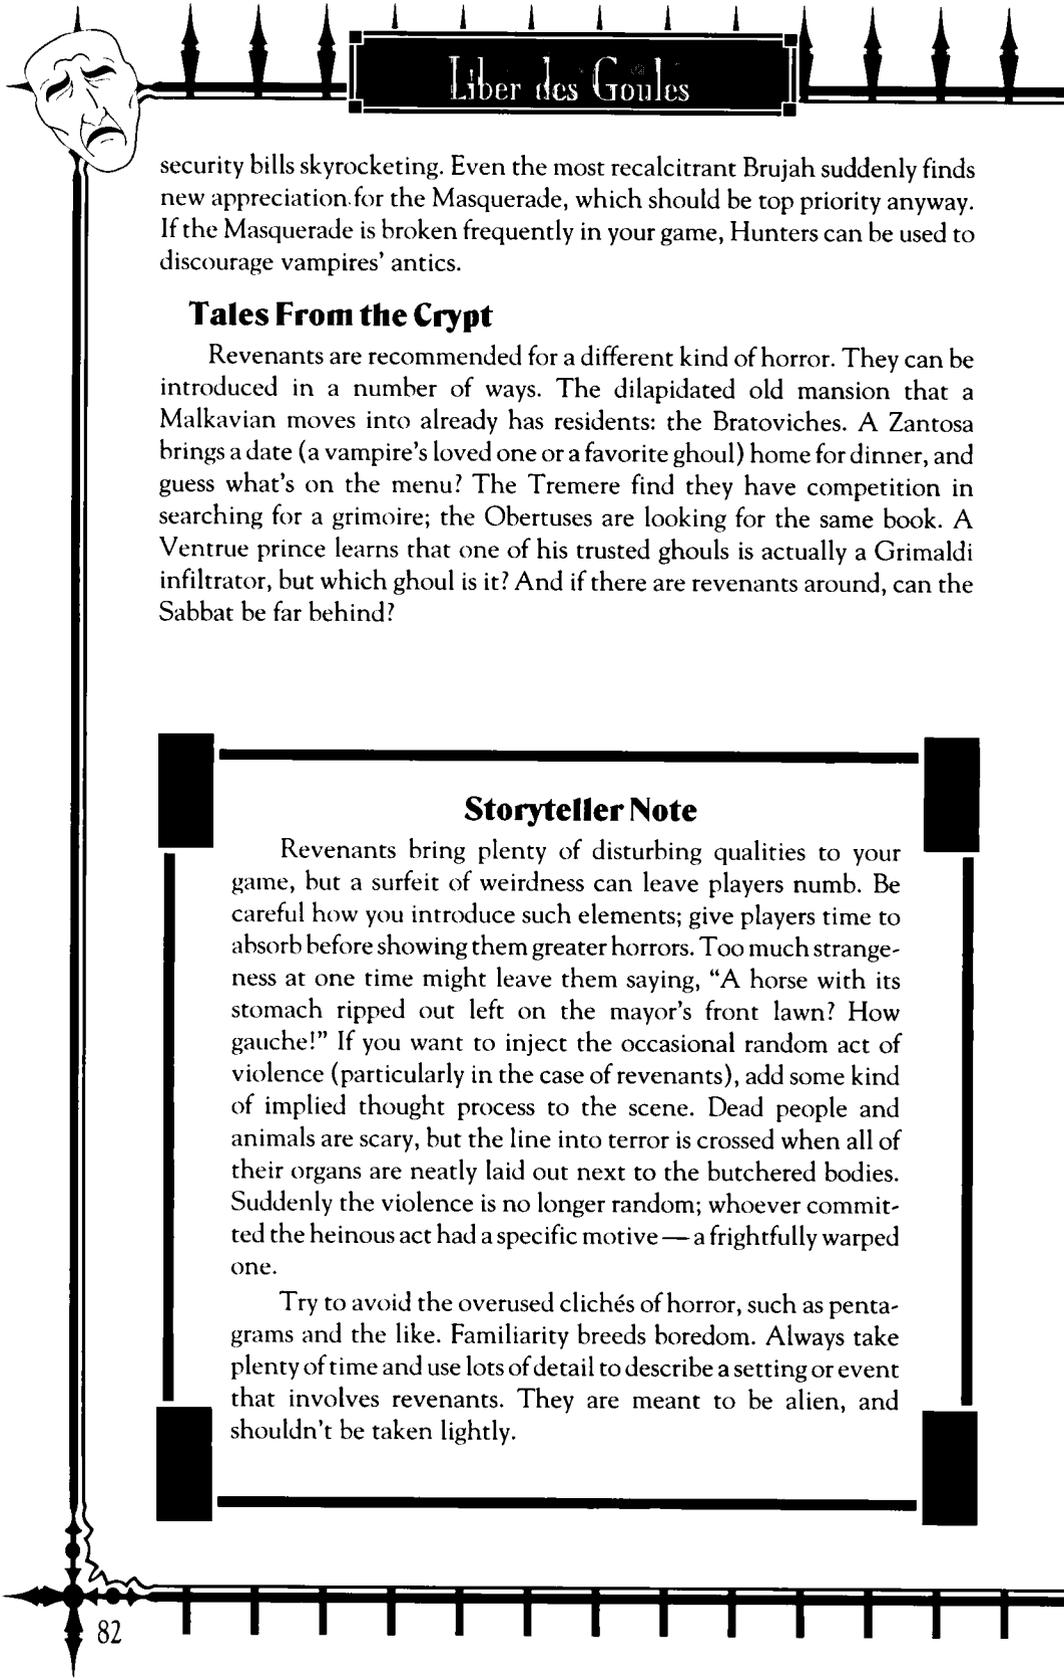 Liber des Goules
security bills skyrocketing. Even the most recalcitrant Brujah suddenly finds
new appreciation for the Masquerade, which should be top priority anyway.
If the Masquerade is broken frequently in your game, Hunters can be used to
discourage vampires' antics.
Tales From the Crypt
Revenants are recommended for a different kind of horror. They can be
introduced in a number of ways. The dilapidated old mansion that a
Malkavian moves into already has residents: the Bratoviches. A Zantosa
brings a date (a vampire's loved one or a favorite ghoul) home for dinner, and
guess what's on the menu? The Tremere find they have competition in
searching for a grimoire; the Obertuses are looking for the same book. A
Ventrue prince learns that one of his trusted ghouls is actually a Grimaldi
infiltrator, but which ghoul is it? And if there are revenants around, can the
Sabbat be far behind?
Storyteller Note
Revenants bring plenty of disturbing qualities to your
game, but a surfeit of weirdness can leave players numb. Be
careful how you introduce such elements; give players time to
absorb before showing them greater horrors. Too much strange-
ness at one time might leave them saying, "A horse with its
stomach ripped out left on the mayor's front lawn? How
gauche!" If you want to inject the occasional random act of
violence (particularly in the case of revenants), add some kind
of implied thought process to the scene. Dead people and
animals are scary, but the line into terror is crossed when all of
their organs are neatly laid out next to the butchered bodies.
Suddenly the violence is no longer random; whoever commit-
ted the heinous act had a specific motive — a frightfully warped
one.
Try to avoid the overused clichés of horror, such as penta-
grams and the like. Familiarity breeds boredom. Always take
plenty of time and use lots of detail to describe a setting or event
that involves revenants. They are meant to be alien, and
shouldn't be taken lightly.
82